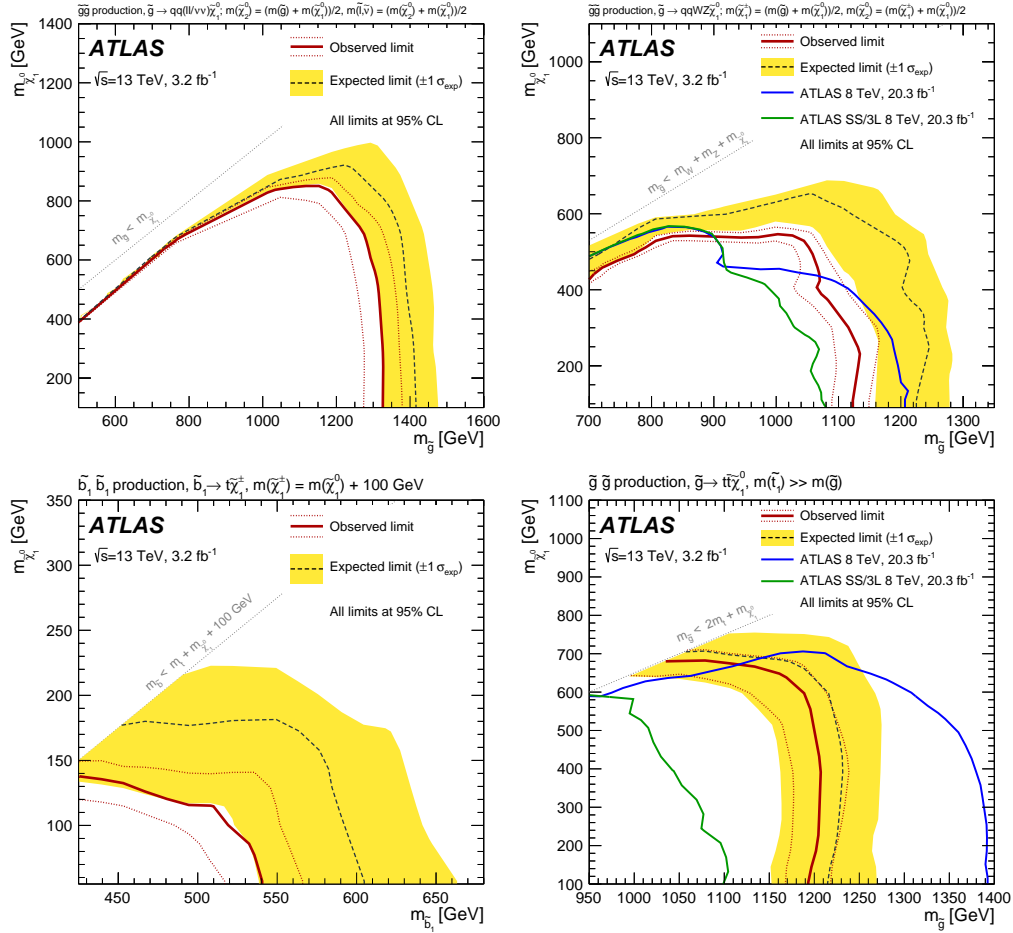 g̃g̃ production, g̃→ qq(ll/νν)χ̃₁⁰; m(χ̃₂⁰) = (m(g̃) + m(χ̃₁⁰))/2, m(l̃,ν̃) = (m(χ̃₂⁰) + m(χ̃₁⁰))/2
ATLAS
√s=13 TeV, 3.2 fb⁻¹
Observed limit
Expected limit (±1 σexp)
All limits at 95% CL
m_g̃ < m_χ̃₁⁰
m_χ̃₁⁰ [GeV]
1400
1200
1000
800
600
400
200
600 800 1000 1200 1400 1600
m_g̃ [GeV]
g̃g̃ production, g̃→ qqWZχ̃₁⁰; m(χ̃₁±) = (m(g̃) + m(χ̃₁⁰))/2, m(χ̃₂⁰) = (m(χ̃₁±) + m(χ̃₁⁰))/2
ATLAS
√s=13 TeV, 3.2 fb⁻¹
Observed limit
Expected limit (±1 σexp)
ATLAS 8 TeV, 20.3 fb⁻¹
ATLAS SS/3L 8 TeV, 20.3 fb⁻¹
All limits at 95% CL
m_g̃ < m_W + m_Z + m_χ̃₁⁰
m_χ̃₁⁰ [GeV]
1000
800
600
400
200
700 800 900 1000 1100 1200 1300
m_g̃ [GeV]
b̃₁ b̃₁ production, b̃₁→ tχ̃₁±, m(χ̃₁±) = m(χ̃₁⁰) + 100 GeV
ATLAS
√s=13 TeV, 3.2 fb⁻¹
Observed limit
Expected limit (±1 σexp)
All limits at 95% CL
m_b̃ < m_t + m_χ̃₁⁰ + 100 GeV
m_χ̃₁⁰ [GeV]
350
300
250
200
150
100
450 500 550 600 650
m_b̃₁ [GeV]
g̃ g̃ production, g̃→ tt̄χ̃₁⁰, m(t̃₁) >> m(g̃)
ATLAS
√s=13 TeV, 3.2 fb⁻¹
Observed limit
Expected limit (±1 σexp)
ATLAS 8 TeV, 20.3 fb⁻¹
ATLAS SS/3L 8 TeV, 20.3 fb⁻¹
All limits at 95% CL
m_g̃ < 2m_t + m_χ̃₁⁰
m_χ̃₁⁰ [GeV]
1100
1000
900
800
700
600
500
400
300
200
100
950 1000 1050 1100 1150 1200 1250 1300 1350 1400
m_g̃ [GeV]